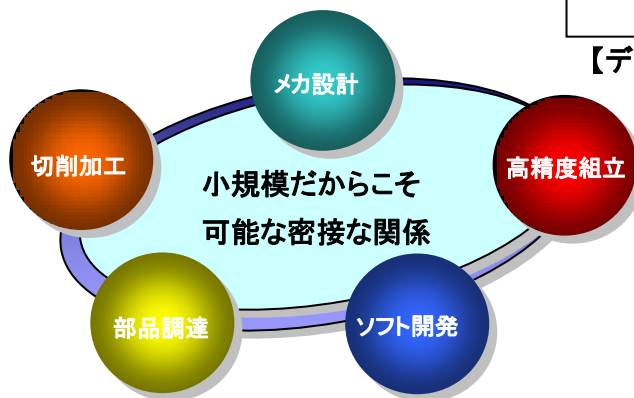 【デ
メカ設計
切削加工
高精度組立
小規模だからこそ
可能な密接な関係
部品調達
ソフト開発